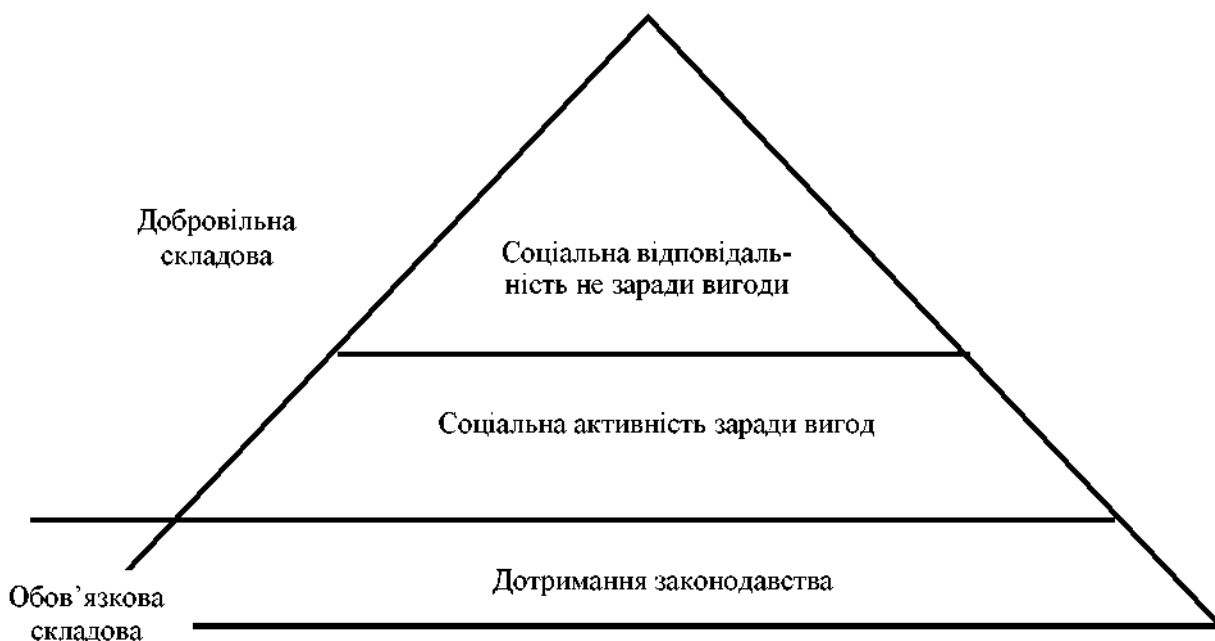 Добровільна
складова
Соціальна відповідаль-
ність не заради вигоди
Соціальна активність заради вигод
Дотримання законодавства
Обов’язкова
складова